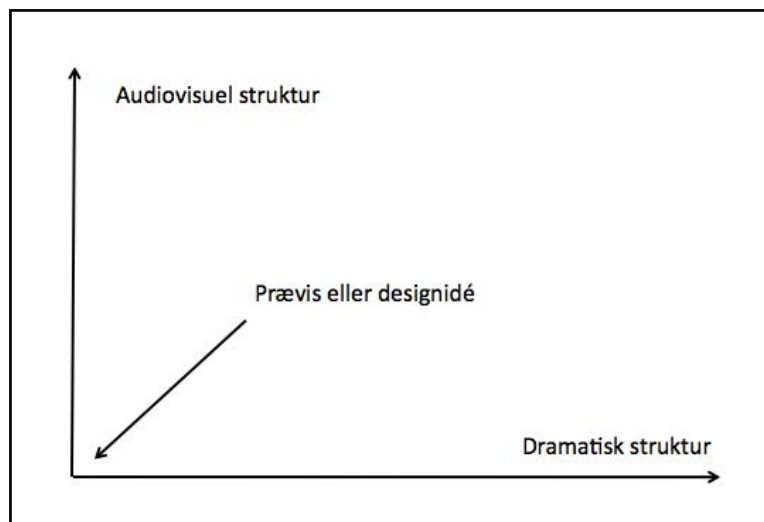 Audiovisuel struktur
Prævis eller designidé
Dramatisk struktur